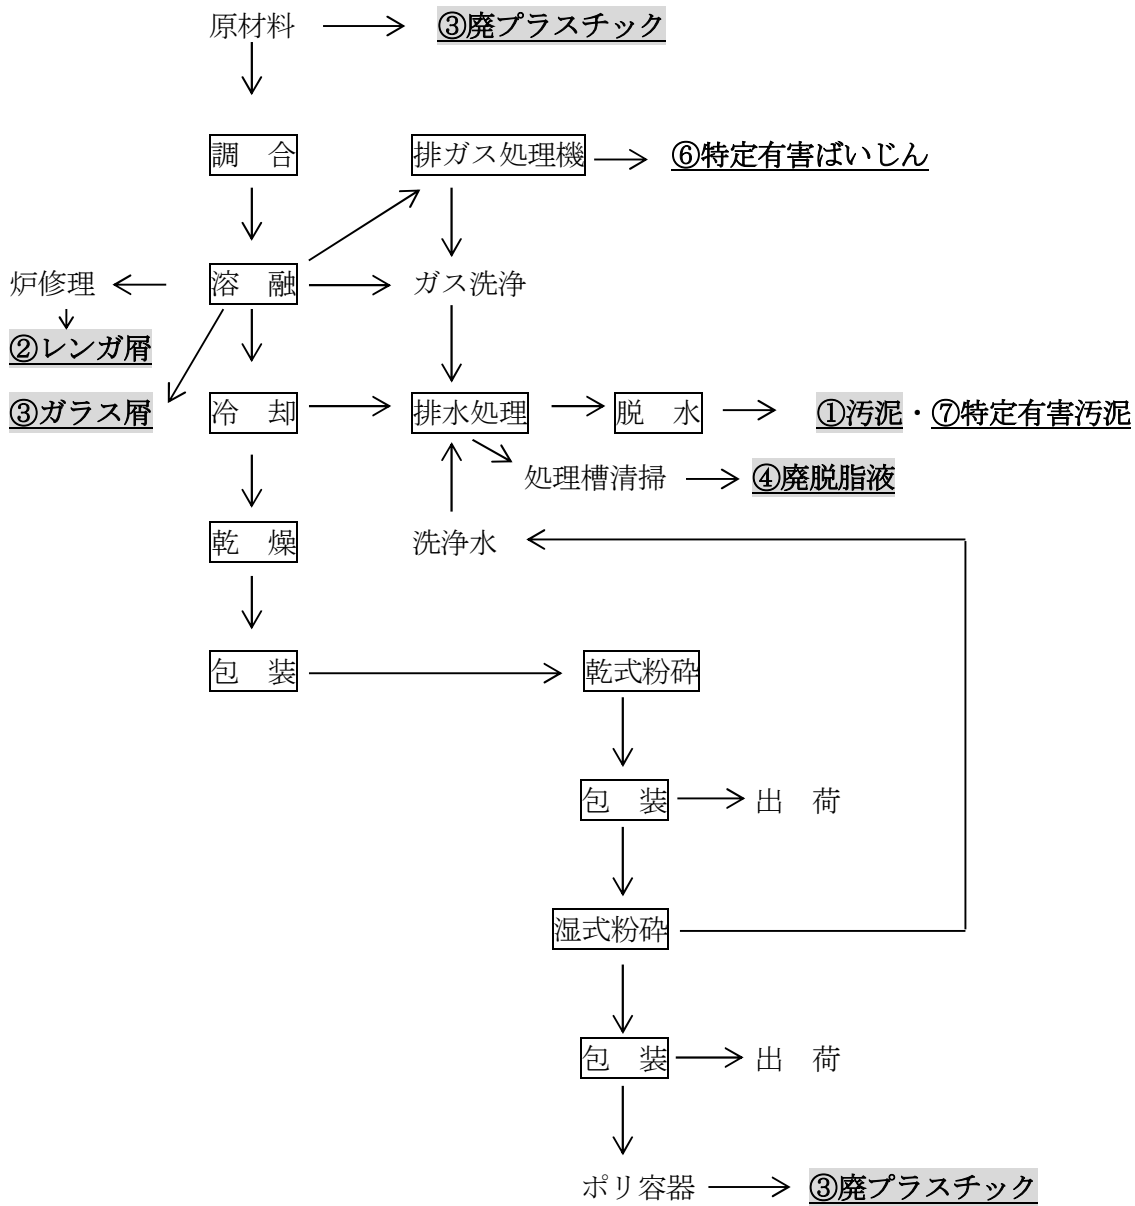 原材料 ③廃プラスチック
調　合 排ガス処理機 ⑥特定有害ばいじん
炉修理 溶　融 ガス洗浄
②レンガ屑
③ガラス屑 冷　却 排水処理 脱　水 ①汚泥・⑦特定有害汚泥
処理槽清掃 ④廃脱脂液
乾　燥 洗浄水
包　装 乾式粉砕
包　装 出　荷
湿式粉砕
包　装 出　荷
ポリ容器 ③廃プラスチック